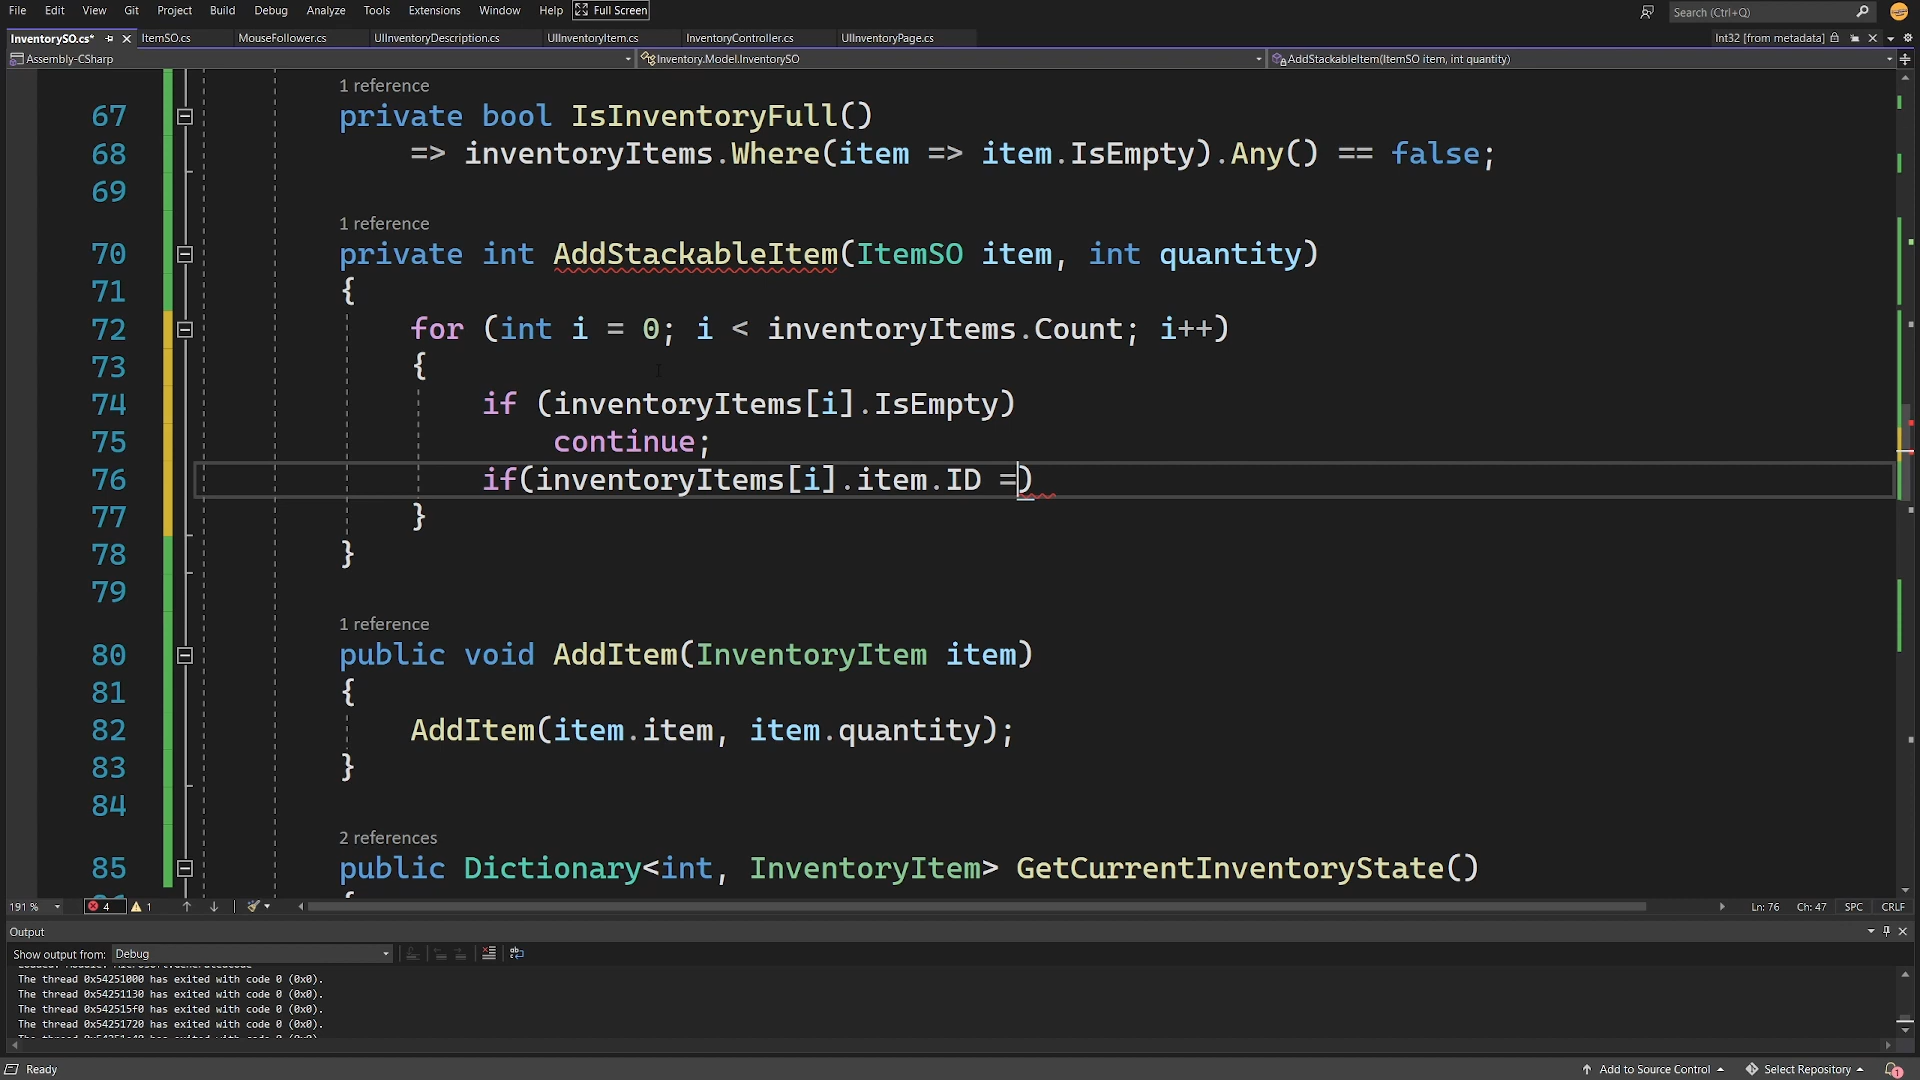 File Edit View Git Project Build Debug Analyze Tools Extensions Window Help Full Screen Search (Ctrl+Q)
InventorySO.cs* ItemSO.cs MouseFollower.cs UIInventoryDescription.cs UIInventoryItem.cs InventoryController.cs UIInventoryPage.cs Int32 [from metadata]
Assembly-CSharp Inventory.Model.InventorySO AddStackableItem(ItemSO item, int quantity)
1 reference
67 private bool IsInventoryFull()
68 => inventoryItems.Where(item => item.IsEmpty).Any() == false;
69
1 reference
70 private int AddStackableItem(ItemSO item, int quantity)
71 {
72 for (int i = 0; i < inventoryItems.Count; i++)
73 {
74 if (inventoryItems[i].IsEmpty)
75 continue;
76 if(inventoryItems[i].item.ID =)
77 }
78 }
79
1 reference
80 public void AddItem(InventoryItem item)
81 {
82 AddItem(item.item, item.quantity);
83 }
84
2 references
85 public Dictionary<int, InventoryItem> GetCurrentInventoryState()
191 % 4 1 Ln: 76 Ch: 47 SPC CRLF
Output
Show output from: Debug
The thread 0x54251000 has exited with code 0 (0x0).
The thread 0x54251130 has exited with code 0 (0x0).
The thread 0x542515f0 has exited with code 0 (0x0).
The thread 0x54251720 has exited with code 0 (0x0).
Ready Add to Source Control Select Repository 1